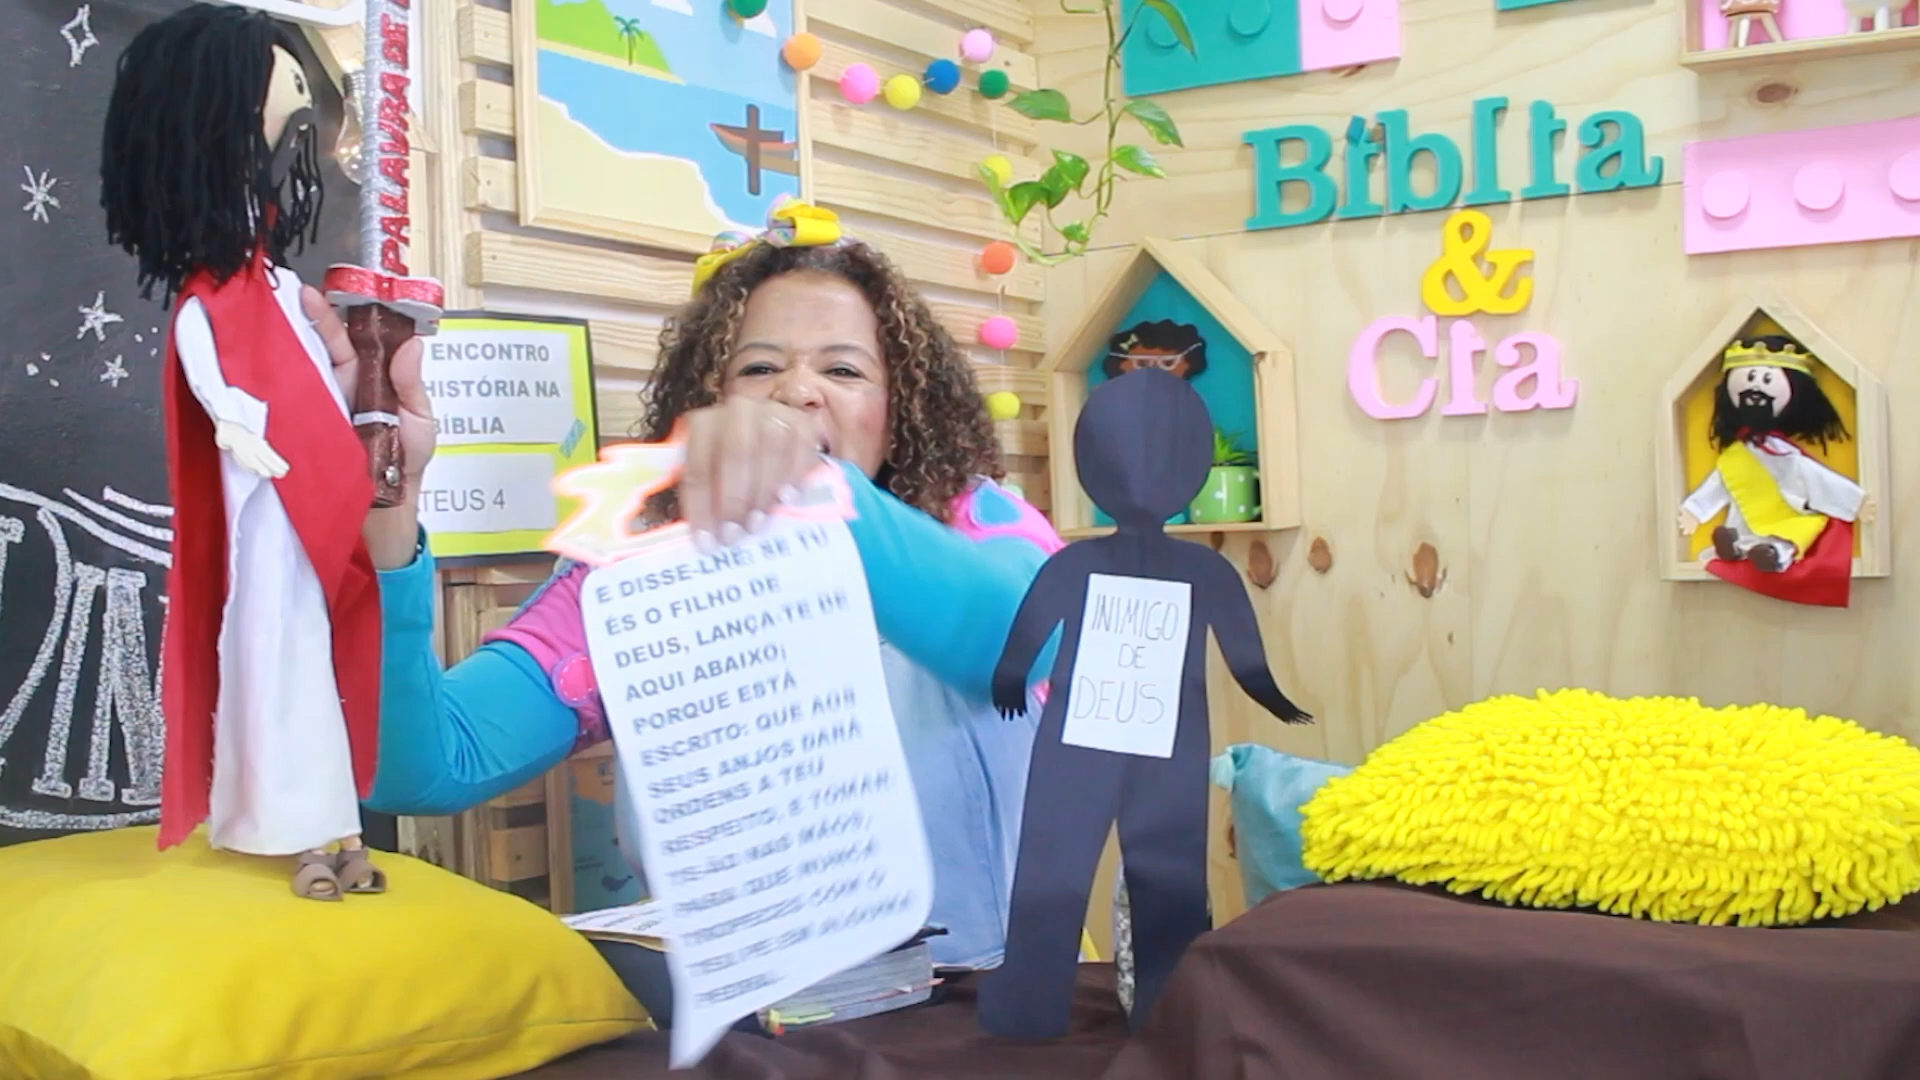 PALAVRA DE
Bíblia
&
Cia
ENCONTRO
HISTÓRIA NA
BÍBLIA
TEUS 4
E DISSE-LHE: SE TU
ÉS O FILHO DE
DEUS, LANÇA-TE DE
AQUI ABAIXO;
PORQUE ESTÁ
ESCRITO: QUE AOS
SEUS ANJOS DARÁ
ORDENS A TEU
RESPEITO, E TOMAR-
TE-ÃO NAS MÃOS,
PARA QUE NUNCA
TROPECES COM O
TEU PÉ EM ALGUMA
PEDRA.
INIMIGO
DE
DEUS